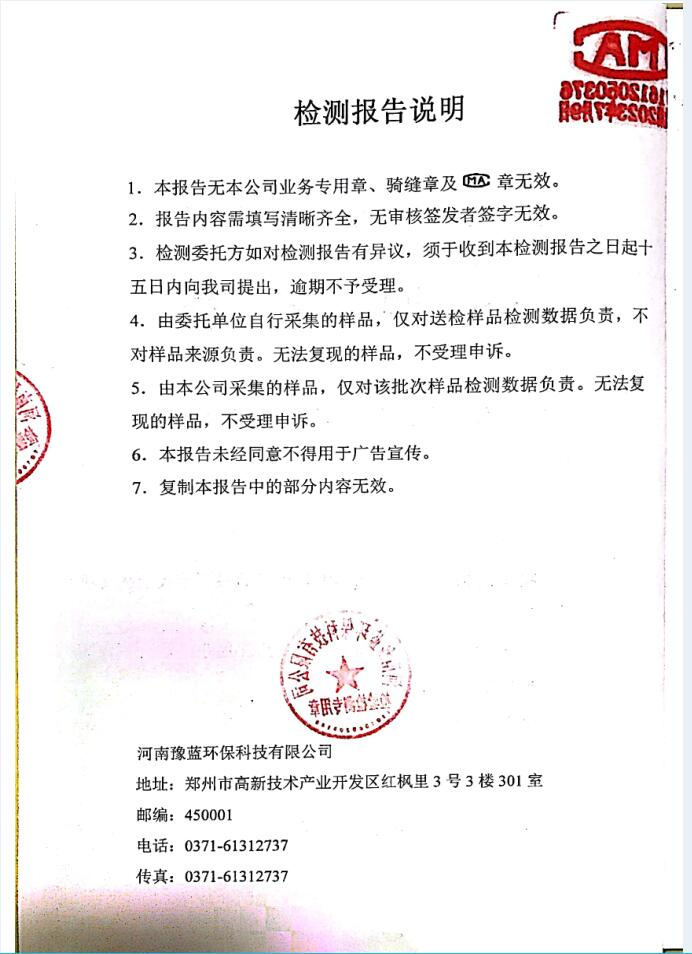 检测报告说明
1．本报告无本公司业务专用章、骑缝章及 MA 章无效。
2．报告内容需填写清晰齐全，无审核签发者签字无效。
3．检测委托方如对检测报告有异议，须于收到本检测报告之日起十
五日内向我司提出，逾期不予受理。
4．由委托单位自行采集的样品，仅对送检样品检测数据负责，不
对样品来源负责。无法复现的样品，不受理申诉。
5．由本公司采集的样品，仅对该批次样品检测数据负责。无法复
现的样品，不受理申诉。
6．本报告未经同意不得用于广告宣传。
7．复制本报告中的部分内容无效。
河南豫蓝环保科技有限公司
地址：郑州市高新技术产业开发区红枫里 3 号 3 楼 301 室
邮编：450001
电话：0371-61312737
传真：0371-61312737